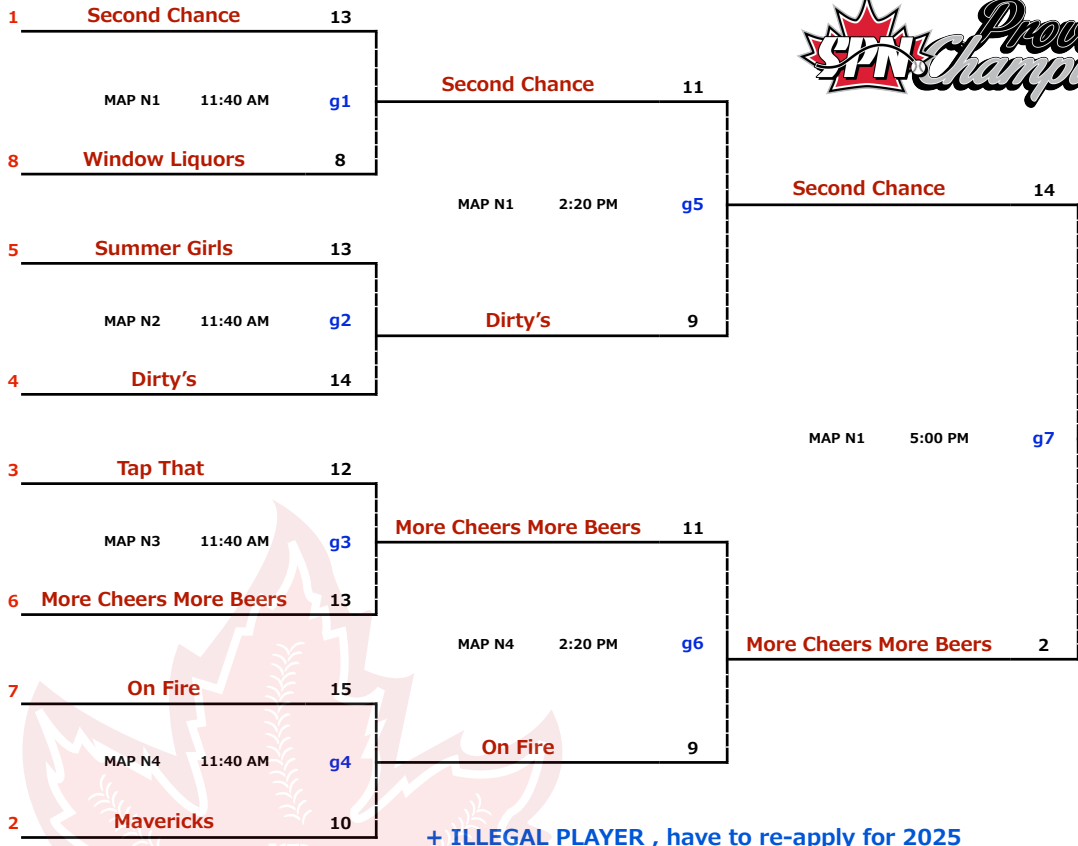 1 Second Chance 13
MAP N1 11:40 AM g1
8 Window Liquors 8
5 Summer Girls 13
MAP N2 11:40 AM g2
4 Dirty’s 14
3 Tap That 12
MAP N3 11:40 AM g3
6 More Cheers More Beers 13
7 On Fire 15
MAP N4 11:40 AM g4
2 Mavericks 10
Second Chance 11
MAP N1 2:20 PM g5
Dirty’s 9
More Cheers More Beers 11
MAP N4 2:20 PM g6
On Fire 9
SPN
Second Chance 14
MAP N1 5:00 PM g7
More Cheers More Beers 2
+ ILLEGAL PLAYER , have to re-apply for 2025